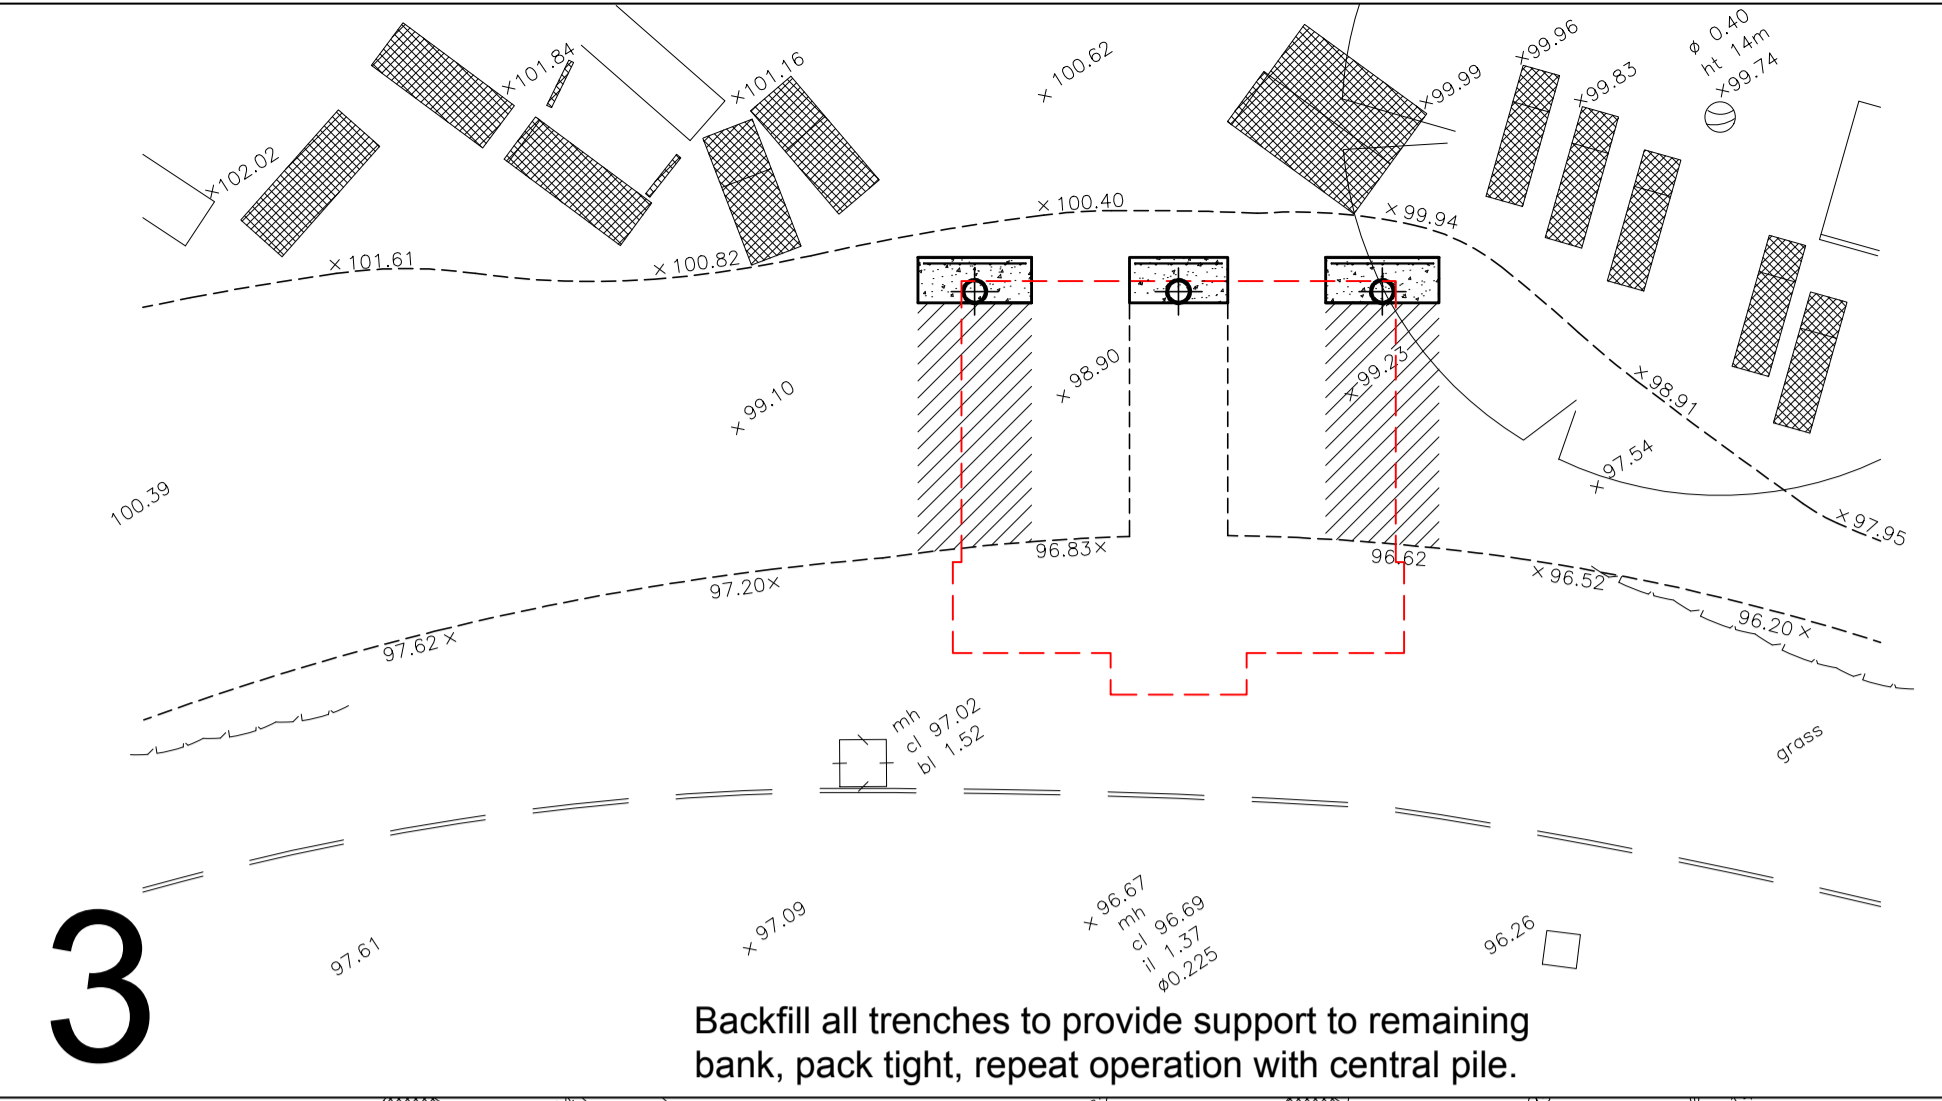 ø 0.40
ht 14m
×99.74
×99.96
×99.83
×99.99
×101.84
×101.16
× 100.62
×102.02
× 100.40
×99.94
× 101.61
× 100.82
× 99.10
× 98.90
× 99.23
×98.91
× 97.54
×97.95
100.39
96.83×
96.62
×96.52
97.20×
97.62 ×
96.20 ×
mh
cl 97.02
bl 1.52
grass
97.61
× 97.09
× 96.67
mh
cl 96.69
il 1.37
ø0.225
96.26
3
Backfill all trenches to provide support to remaining
bank, pack tight, repeat operation with central pile.